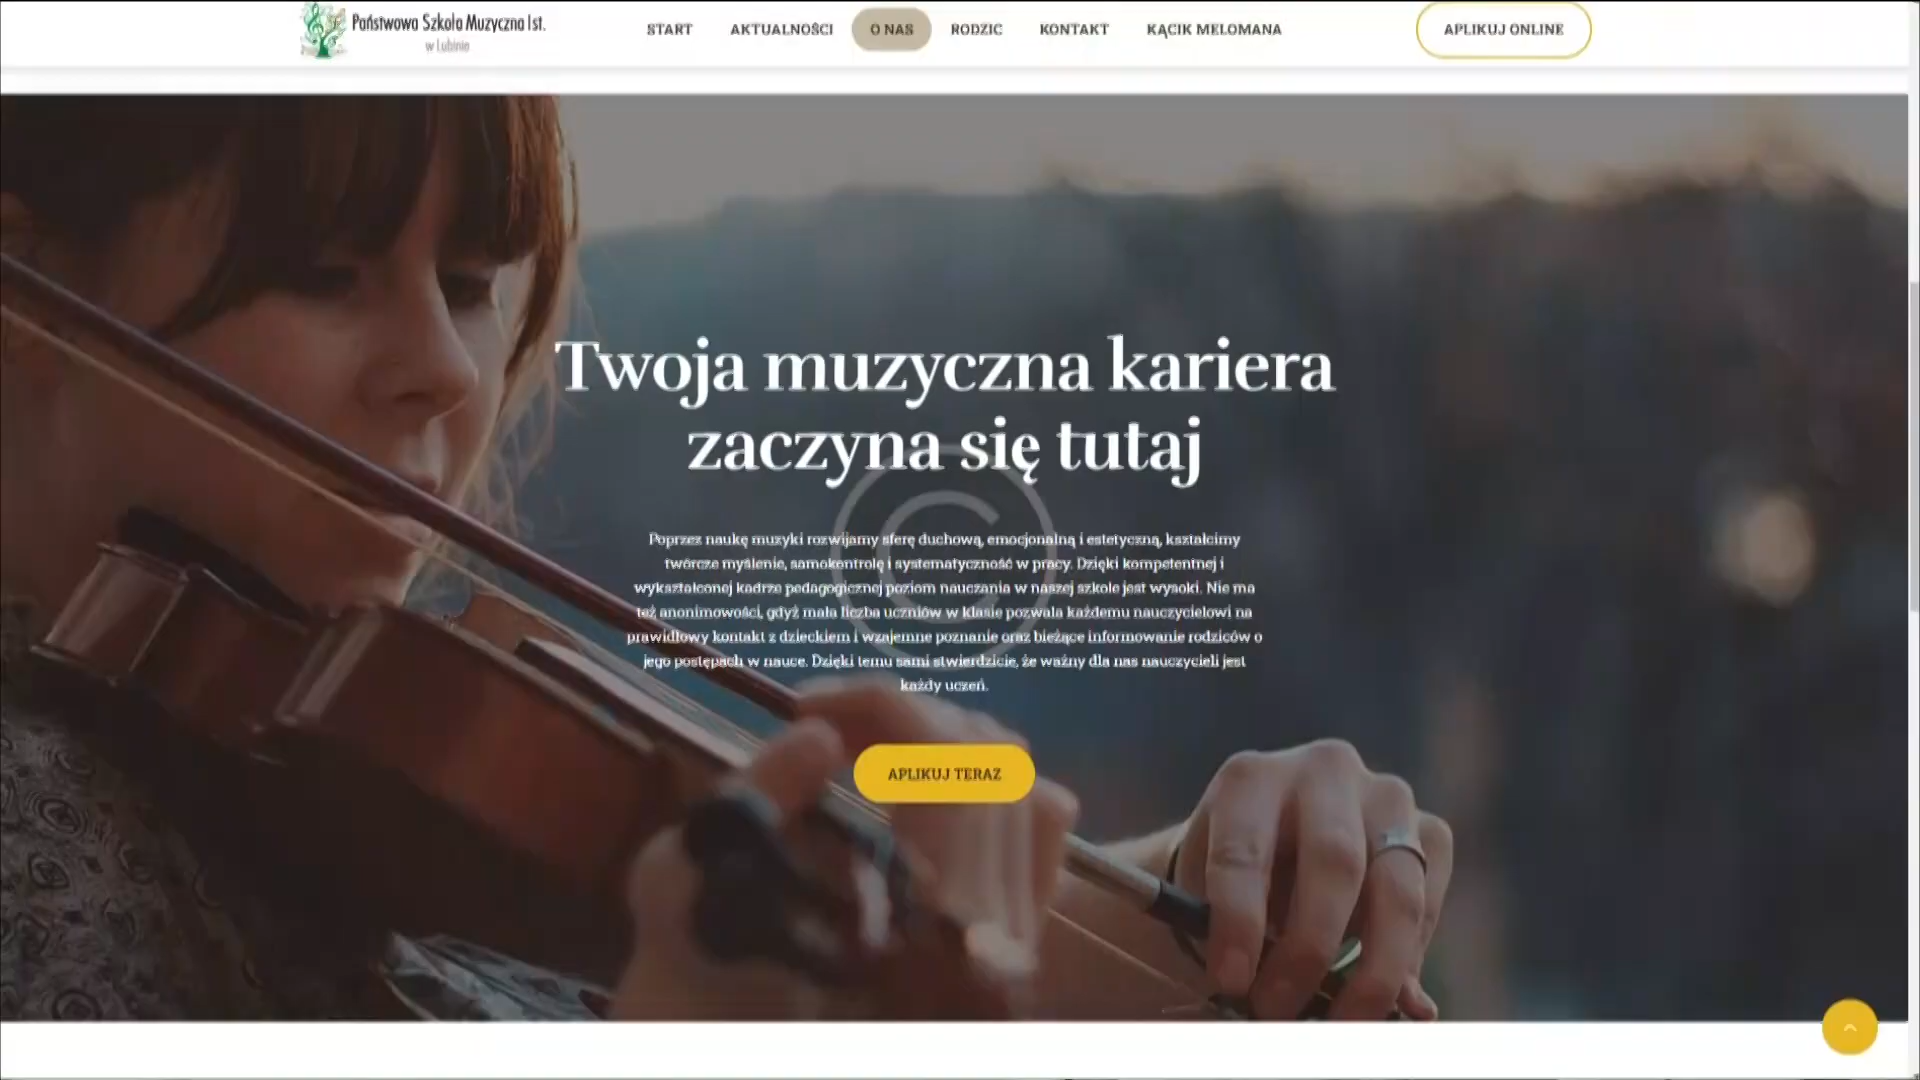 Państwowa Szkoła Muzyczna I st.
w Lubinie
START AKTUALNOŚCI O NAS RODZIC KONTAKT KĄCIK MELOMANA APLIKUJ ONLINE
Twoja muzyczna kariera
zaczyna się tutaj
Poprzez naukę muzyki rozwijamy sferę duchową, emocjonalną i estetyczną, kształcimy
twórcze myślenie, samokontrolę i systematyczność w pracy. Dzięki kompetentnej i
wykształconej kadrze pedagogicznej poziom nauczania w naszej szkole jest wysoki. Nie ma
też anonimowości, gdyż mała liczba uczniów w klasie pozwala każdemu nauczycielowi na
prawidłowy kontakt z dzieckiem i wzajemne poznanie oraz bieżące informowanie rodziców o
jego postępach w nauce. Dzięki temu sami stwierdzicie, że ważny dla nas nauczycieli jest
każdy uczeń.
APLIKUJ TERAZ